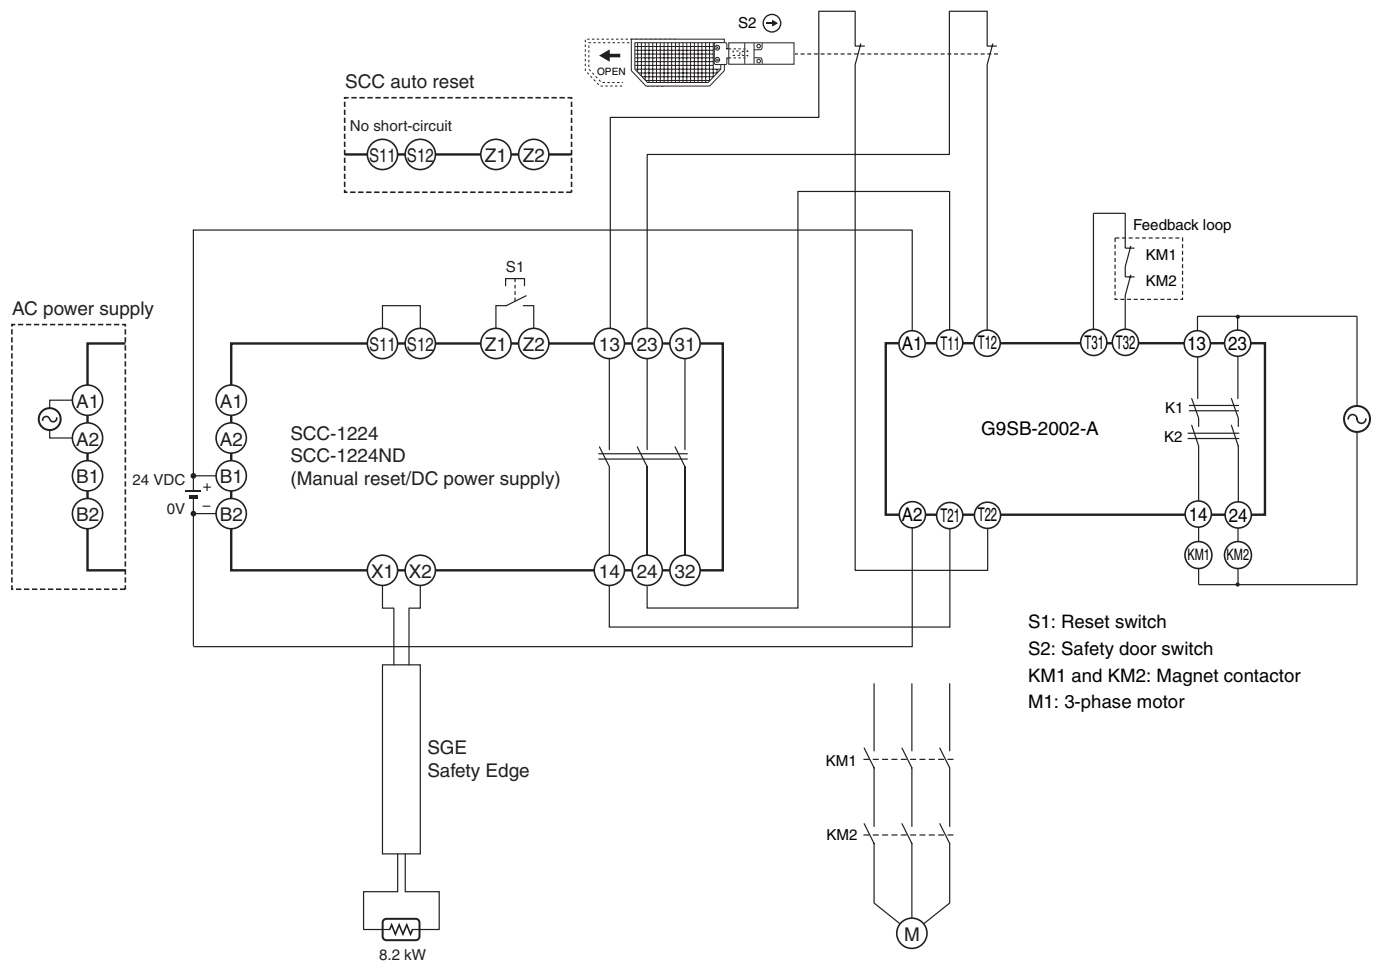 S2
OPEN
SCC auto reset
No short-circuit
S11 S12 Z1 Z2
Feedback loop
KM1
KM2
S1
AC power supply
A1
A2
B1
B2
S11 S12 Z1 Z2 13 23 31
A1
A2
B1
B2
24 VDC
+
0V
−
SCC-1224
SCC-1224ND
(Manual reset/DC power supply)
X1 X2 14 24 32
A1 T11 T12 T31 T32 13 23
K1
K2
G9SB-2002-A
A2 T21 T22 14 24
KM1 KM2
S1: Reset switch
S2: Safety door switch
KM1 and KM2: Magnet contactor
M1: 3-phase motor
SGE
Safety Edge
8.2 kW
KM1
KM2
M